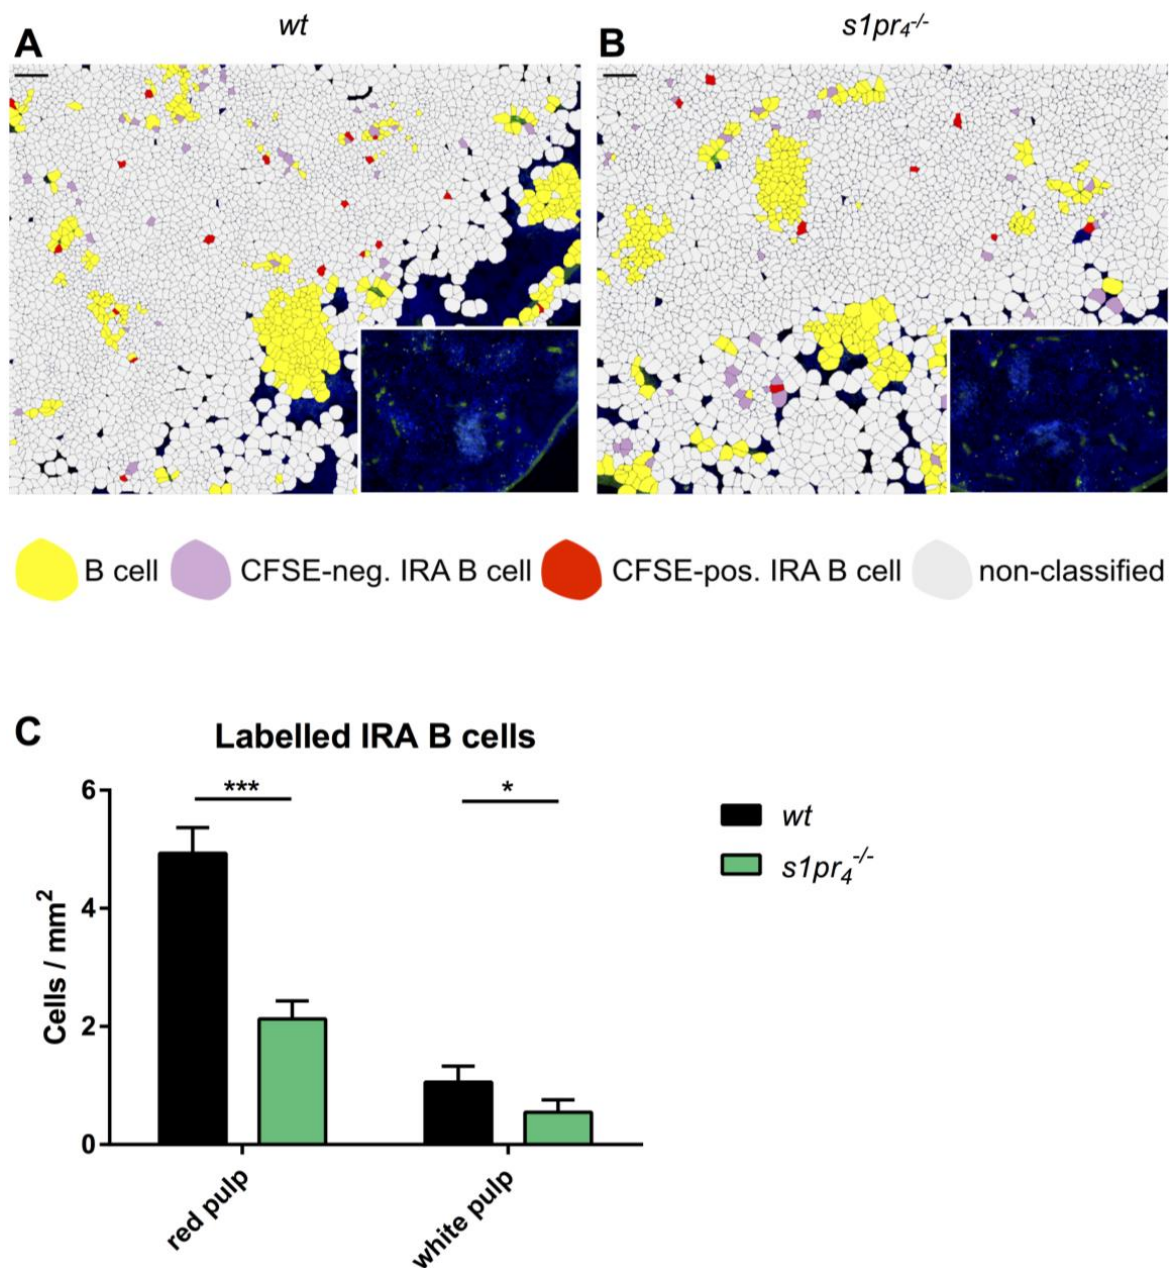 A
wt
B
s1pr4-/-
B cell
CFSE-neg. IRA B cell
CFSE-pos. IRA B cell
non-classified
C
Labelled IRA B cells
Cells / mm2
6
4
2
0
***
*
red pulp
white pulp
wt
s1pr4-/-